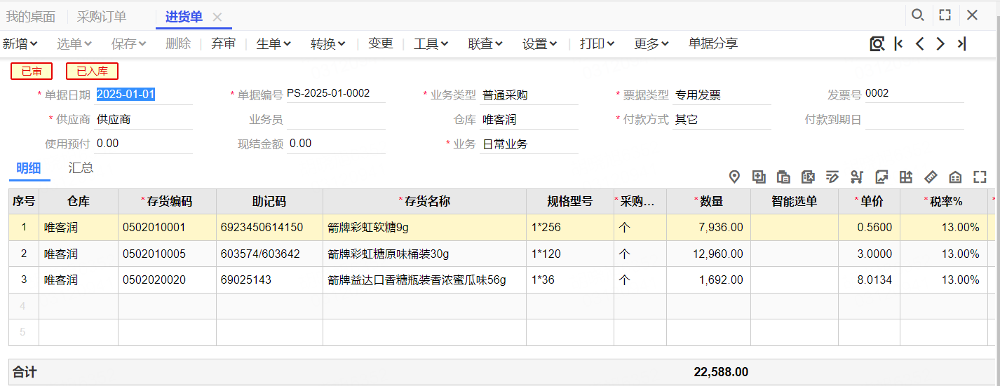 我的桌面 采购订单 进货单
新增 选单 保存 删除 弃审 生单 转换 变更 工具 联查 设置 打印 更多 单据分享
已审 已入库
* 单据日期 2025-01-01 * 单据编号 PS-2025-01-0002 * 业务类型 普通采购 * 票据类型 专用发票 发票号 0002
* 供应商 供应商 业务员 仓库 唯客润 * 付款方式 其它 付款到期日
使用预付 0.00 现结金额 0.00 * 业务 日常业务
明细 汇总
序号 仓库 *存货编码 助记码 *存货名称 规格型号 *采购... *数量 智能选单 *单价 *税率% *
1 唯客润 0502010001 6923450614150 箭牌彩虹软糖9g 1*256 个 7,936.00 0.5600 13.00%
2 唯客润 0502010005 603574/603642 箭牌彩虹糖原味桶装30g 1*120 个 12,960.00 3.0000 13.00%
3 唯客润 0502020020 69025143 箭牌益达口香糖瓶装香浓蜜瓜味56g 1*36 个 1,692.00 8.0134 13.00%
4
5
合计 22,588.00